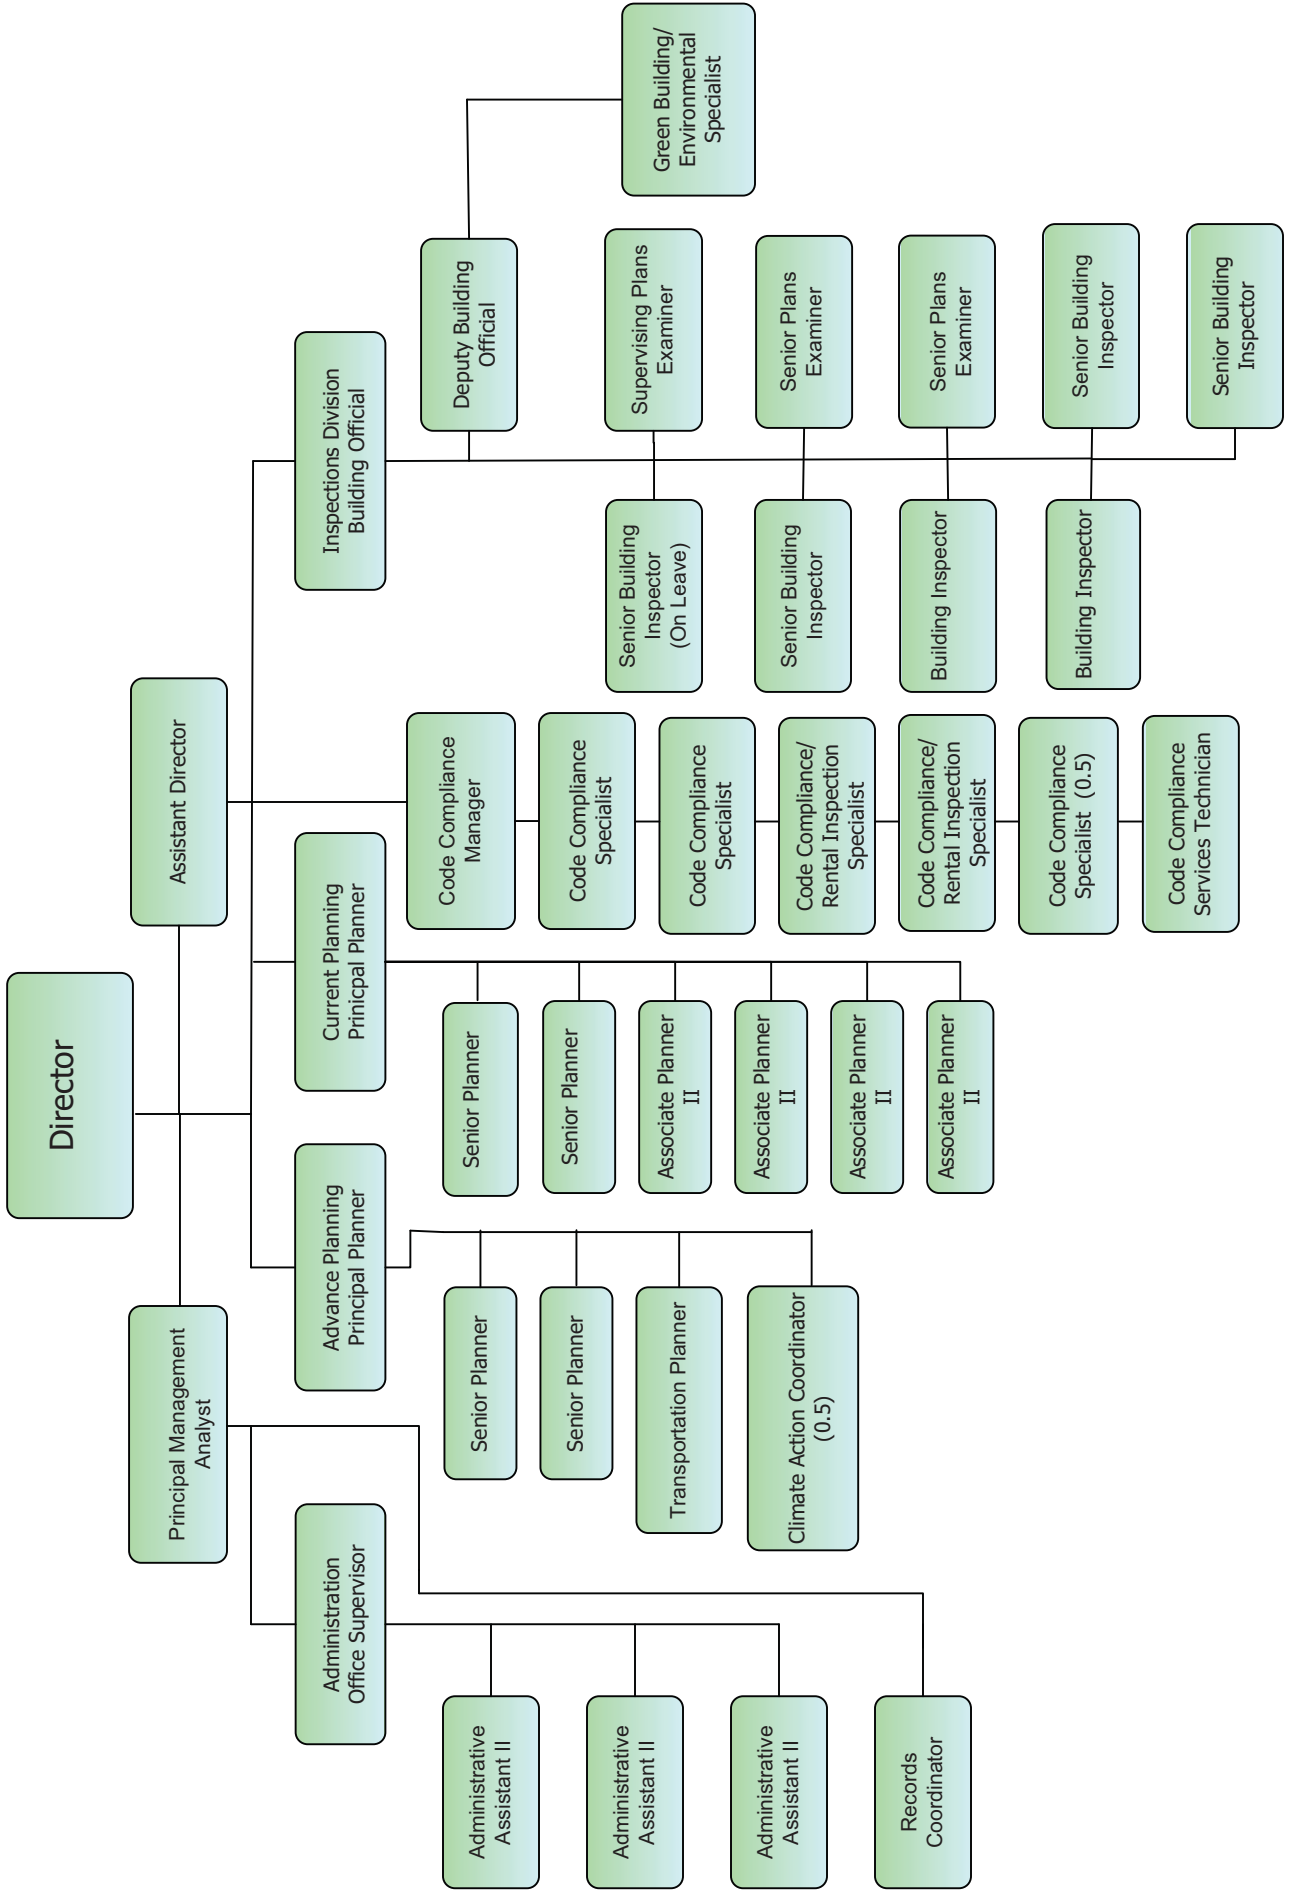 Director
Principal Management
Analyst
Assistant Director
Administration
Office Supervisor
Advance Planning
Principal Planner
Current Planning
Prinicpal Planner
Inspections Division
Building Official
Administrative
Assistant II
Administrative
Assistant II
Administrative
Assistant II
Records
Coordinator
Senior Planner
Senior Planner
Transportation Planner
Climate Action Coordinator
(0.5)
Senior Planner
Senior Planner
Associate Planner
II
Associate Planner
II
Associate Planner
II
Associate Planner
II
Code Compliance
Manager
Code Compliance
Specialist
Code Compliance
Specialist
Code Compliance/
Rental Inspection
Specialist
Code Compliance/
Rental Inspection
Specialist
Code Compliance
Specialist (0.5)
Code Compliance
Services Technician
Deputy Building
Official
Green Building/
Environmental
Specialist
Senior Building
Inspector
(On Leave)
Supervising Plans
Examiner
Senior Building
Inspector
Senior Plans
Examiner
Building Inspector
Senior Plans
Examiner
Building Inspector
Senior Building
Inspector
Senior Building
Inspector